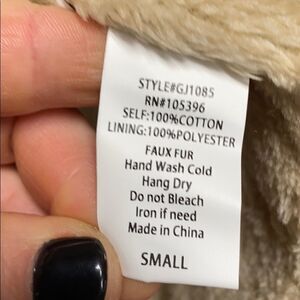 STYLE#GJ1085
RN#105396
SELF:100%COTTON
LINING:100%POLYESTER
FAUX FUR
Hand Wash Cold
Hang Dry
Do not Bleach
Iron if need
Made in China
SMALL